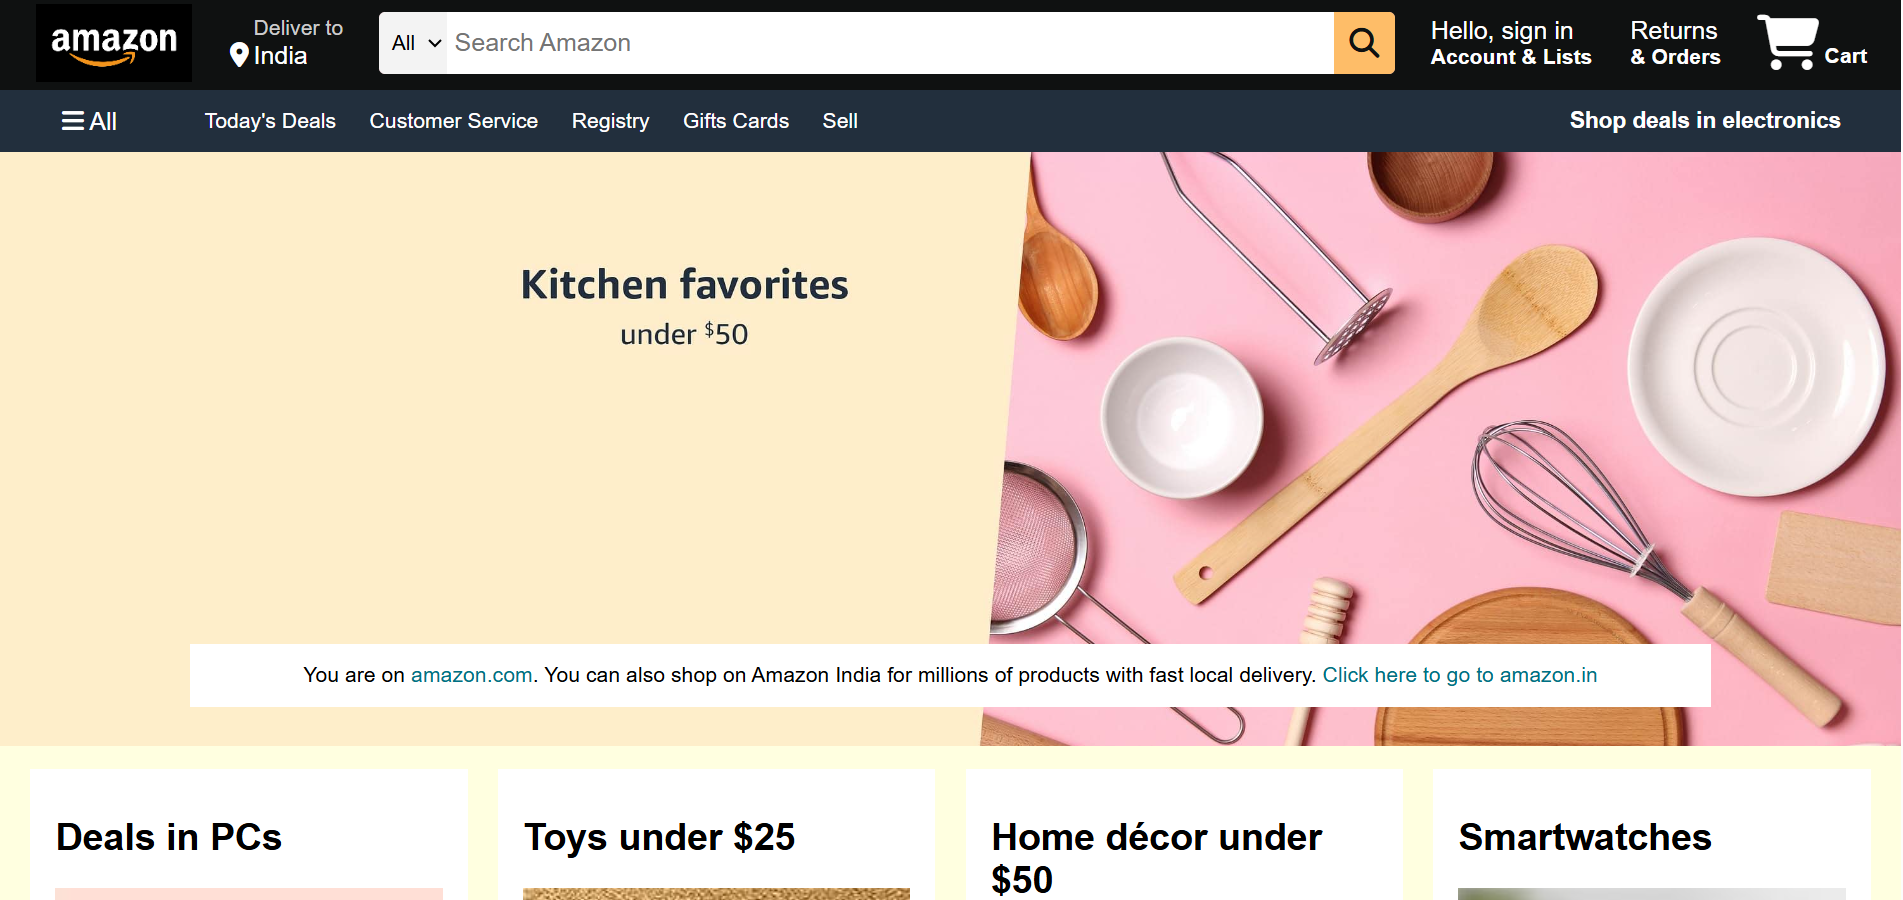 amazon
Deliver to
India
All
Search Amazon
Hello, sign in
Account & Lists
Returns
& Orders
Cart
All
Today's Deals
Customer Service
Registry
Gifts Cards
Sell
Shop deals in electronics
Kitchen favorites
under $50
You are on amazon.com. You can also shop on Amazon India for millions of products with fast local delivery. Click here to go to amazon.in
Deals in PCs
Toys under $25
Home décor under
$50
Smartwatches